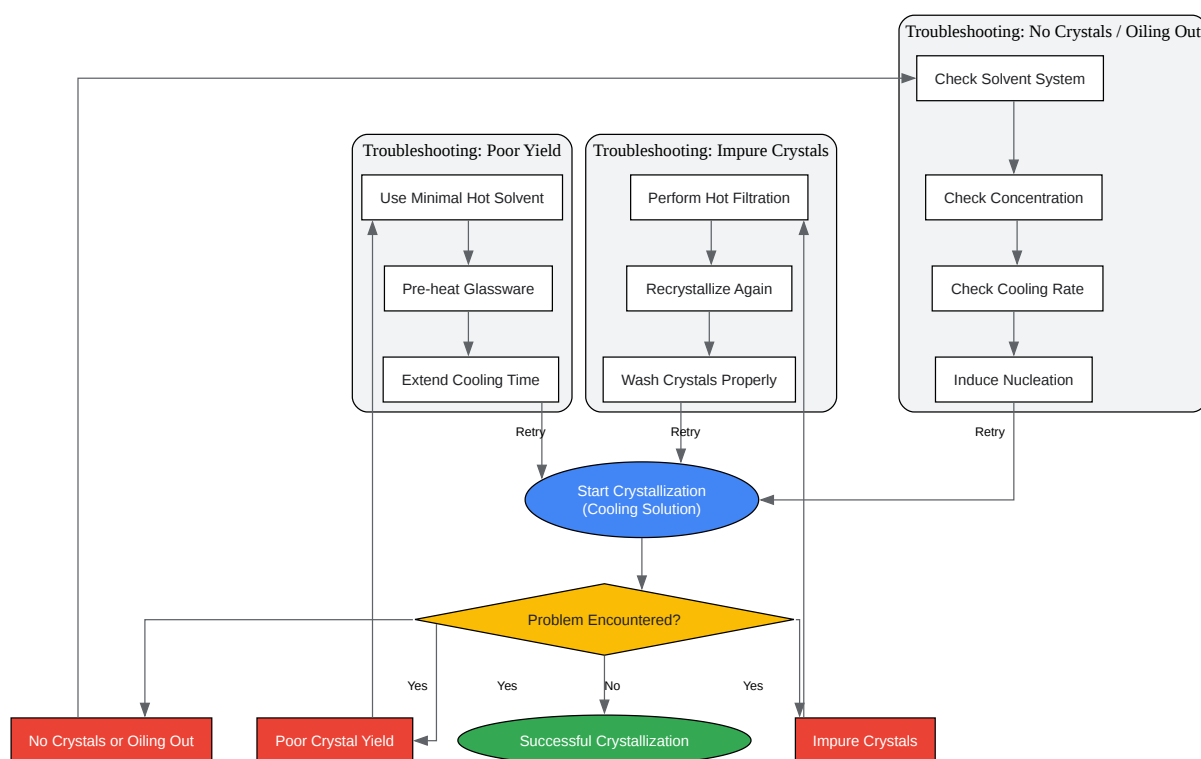 Troubleshooting: No Crystals / Oiling Out
Check Solvent System
Check Concentration
Check Cooling Rate
Induce Nucleation
Troubleshooting: Poor Yield
Use Minimal Hot Solvent
Pre-heat Glassware
Extend Cooling Time
Troubleshooting: Impure Crystals
Perform Hot Filtration
Recrystallize Again
Wash Crystals Properly
Retry
Retry
Retry
Start Crystallization
(Cooling Solution)
Problem Encountered?
Yes
Yes
No
Yes
No Crystals or Oiling Out
Poor Crystal Yield
Successful Crystallization
Impure Crystals